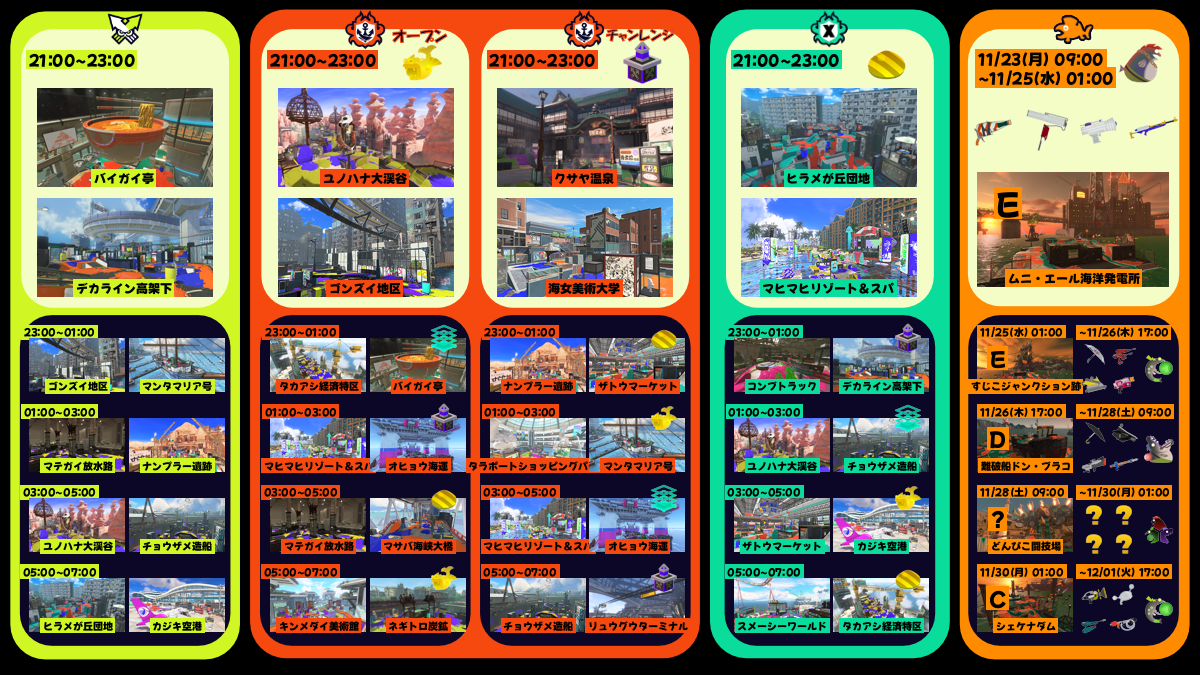 21:00~23:00
バイガイ亭
デカライン高架下
23:00~01:00
ゴンズイ地区
マンタマリア号
01:00~03:00
マテガイ放水路
ナンプラー遺跡
03:00~05:00
ユノハナ大渓谷
チョウザメ造船
05:00~07:00
ヒラメが丘団地
カジキ空港
オープン
21:00~23:00
ユノハナ大渓谷
ゴンズイ地区
23:00~01:00
タカアシ経済特区
バイガイ亭
01:00~03:00
マヒマヒリゾート&スパ
オヒョウ海運
03:00~05:00
マテガイ放水路
マサバ海峡大橋
05:00~07:00
キンメダイ美術館
ネギトロ炭鉱
チャンレンジ
21:00~23:00
クサヤ温泉
海女美術大学
23:00~01:00
ナンプラー遺跡
ザトウマーケット
01:00~03:00
タラポートショッピングパ
マンタマリア号
03:00~05:00
マヒマヒリゾート&スパ
オヒョウ海運
05:00~07:00
チョウザメ造船
リュウグウターミナル
X
21:00~23:00
ヒラメが丘団地
マヒマヒリゾート&スパ
23:00~01:00
コンブトラック
デカライン高架下
01:00~03:00
ユノハナ大渓谷
チョウザメ造船
03:00~05:00
ザトウマーケット
カジキ空港
05:00~07:00
スメーシーワールド
タカアシ経済特区
11/23(月) 09:00
~11/25(水) 01:00
E
ムニ・エール海洋発電所
11/25(水) 01:00 ~11/26(木) 17:00
E
すじこジャンクション跡
11/26(木) 17:00 ~11/28(土) 09:00
D
難破船ドン・ブラコ
11/28(土) 09:00 ~11/30(月) 01:00
?
? ?
? ?
どんぴこ闘技場
11/30(月) 01:00 ~12/01(火) 17:00
C
シェケナダム